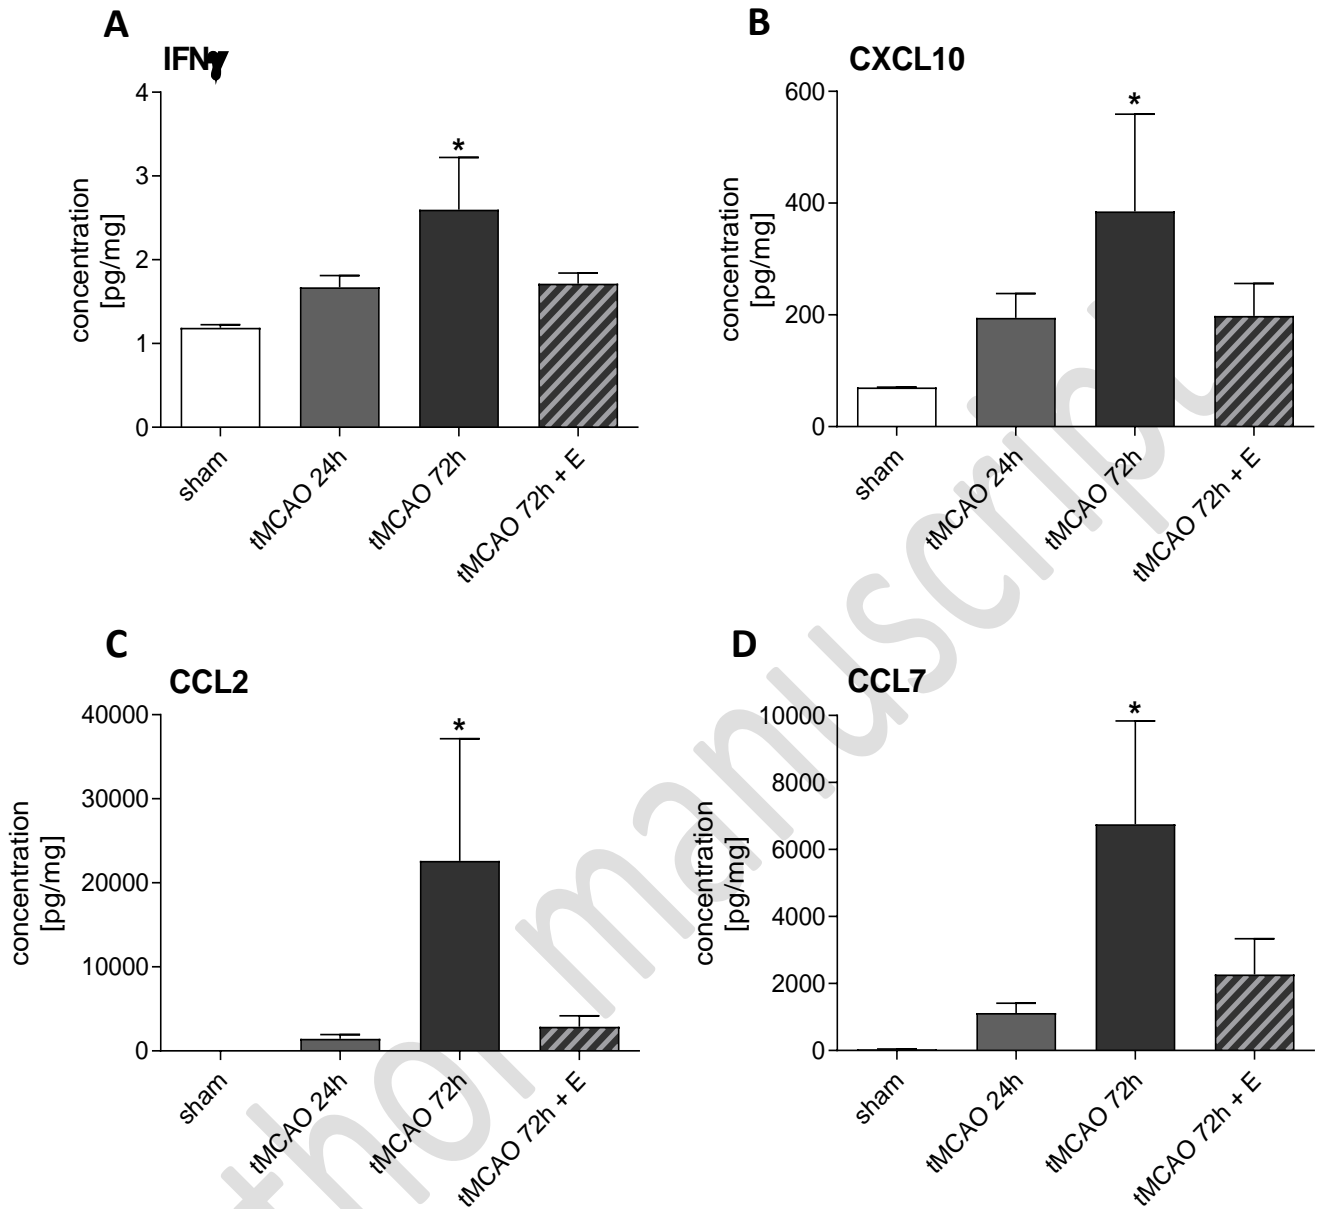 A
IFNγ
4
3
2
1
0
concentration
[pg/mg]
*
sham
tMCAO 24h
tMCAO 72h
tMCAO 72h + E
B
CXCL10
600
400
200
0
concentration
[pg/mg]
*
sham
tMCAO 24h
tMCAO 72h
tMCAO 72h + E
C
CCL2
40000
30000
20000
10000
0
concentration
[pg/mg]
*
sham
tMCAO 24h
tMCAO 72h
tMCAO 72h + E
D
CCL7
10000
8000
6000
4000
2000
0
concentration
[pg/mg]
*
sham
tMCAO 24h
tMCAO 72h
tMCAO 72h + E
thor manuscript